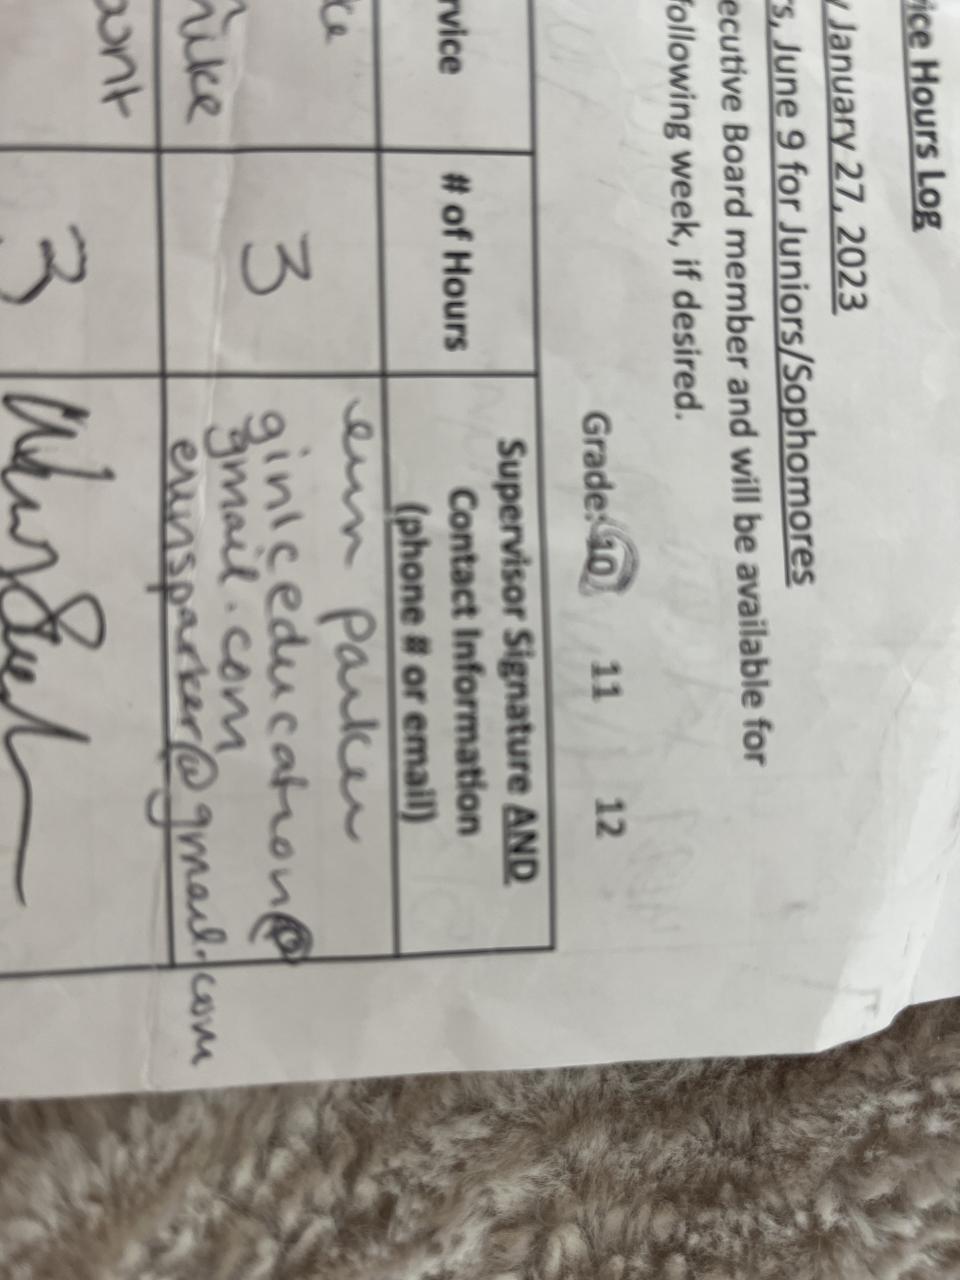 ice Hours Log
y January 27, 2023
rs, June 9 for Juniors/Sophomores
ecutive Board member and will be available for
following week, if desired.
Grade: 10 11 12
rvice # of Hours Supervisor Signature AND
Contact Information
(phone # or email)
erin parker
3 giniceducation@
gmail.com
erinsparker@gmail.com
3